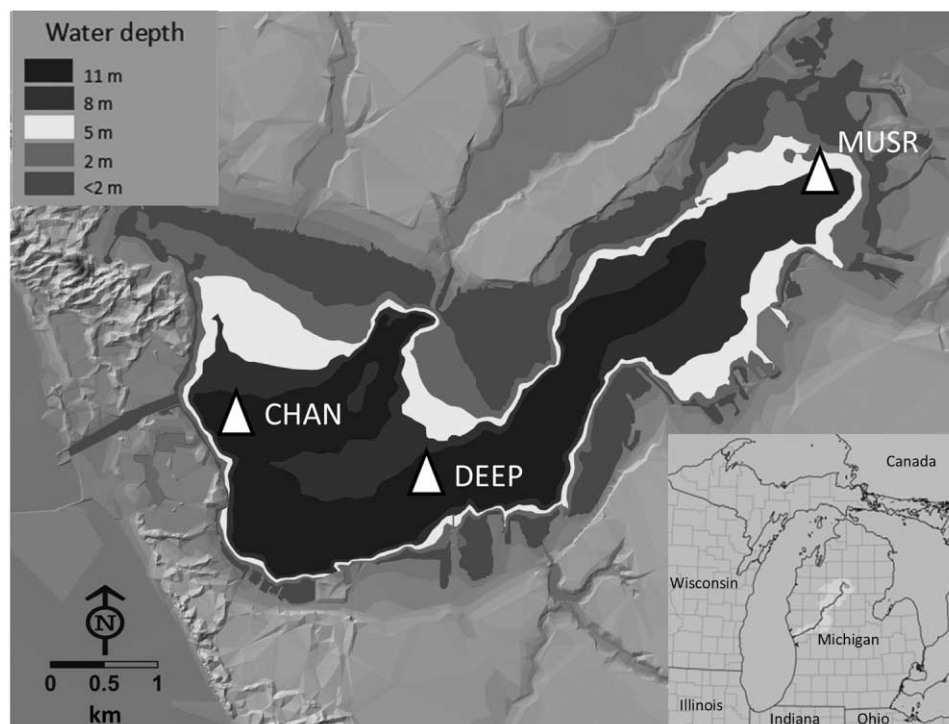 Water depth
11 m
8 m
5 m
2 m
<2 m
MUSR
CHAN
DEEP
N
0 0.5 1
km
Canada
Wisconsin
Michigan
Illinois
Indiana
Ohio